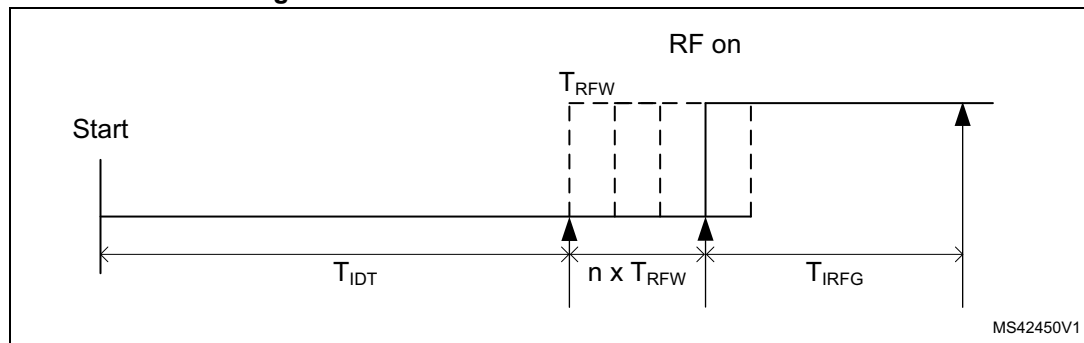 RF on
T_RFW
Start
T_IDT
n x T_RFW
T_IRFG
MS42450V1